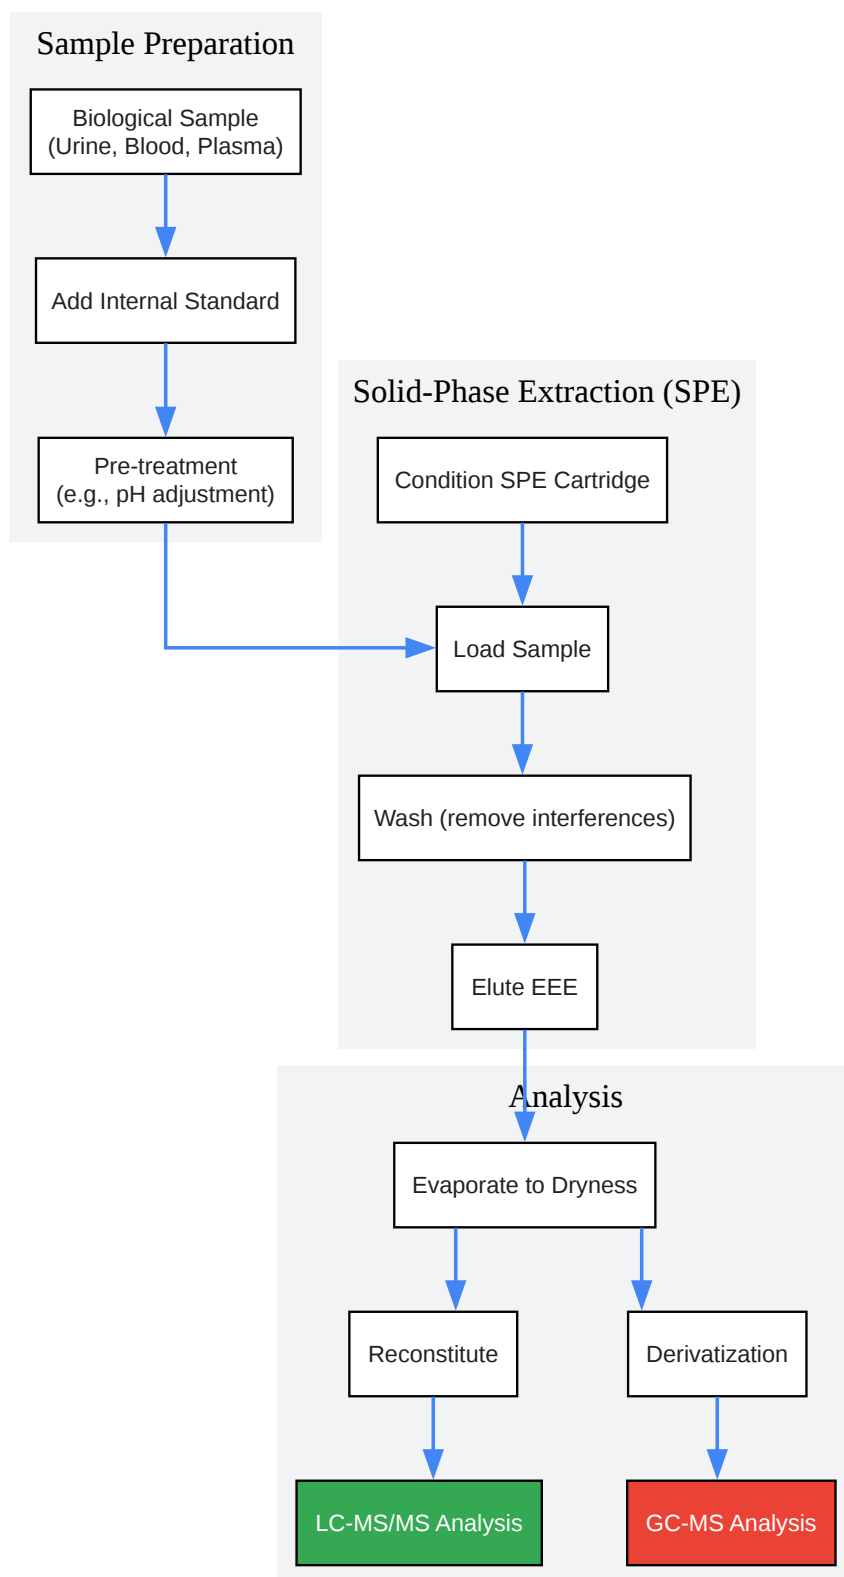 Sample Preparation
Biological Sample
(Urine, Blood, Plasma)
Add Internal Standard
Pre-treatment
(e.g., pH adjustment)
Solid-Phase Extraction (SPE)
Condition SPE Cartridge
Load Sample
Wash (remove interferences)
Elute EEE
Analysis
Evaporate to Dryness
Reconstitute
Derivatization
LC-MS/MS Analysis
GC-MS Analysis